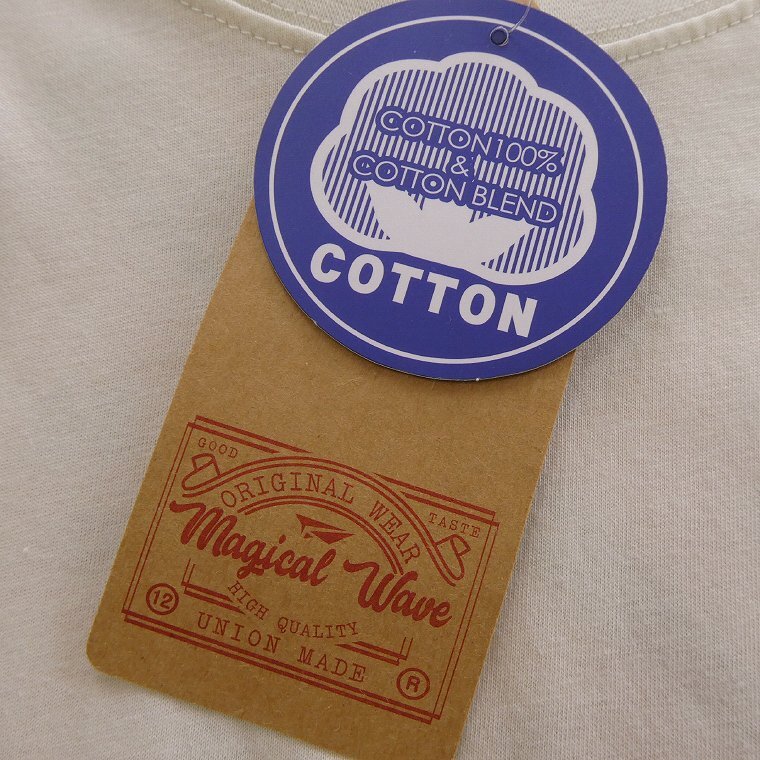 COTTON100%
&
COTTON BLEND
COTTON
GOOD
ORIGINAL WEAR
TASTE
Magical Wave
HIGH QUALITY
12
UNION MADE
R